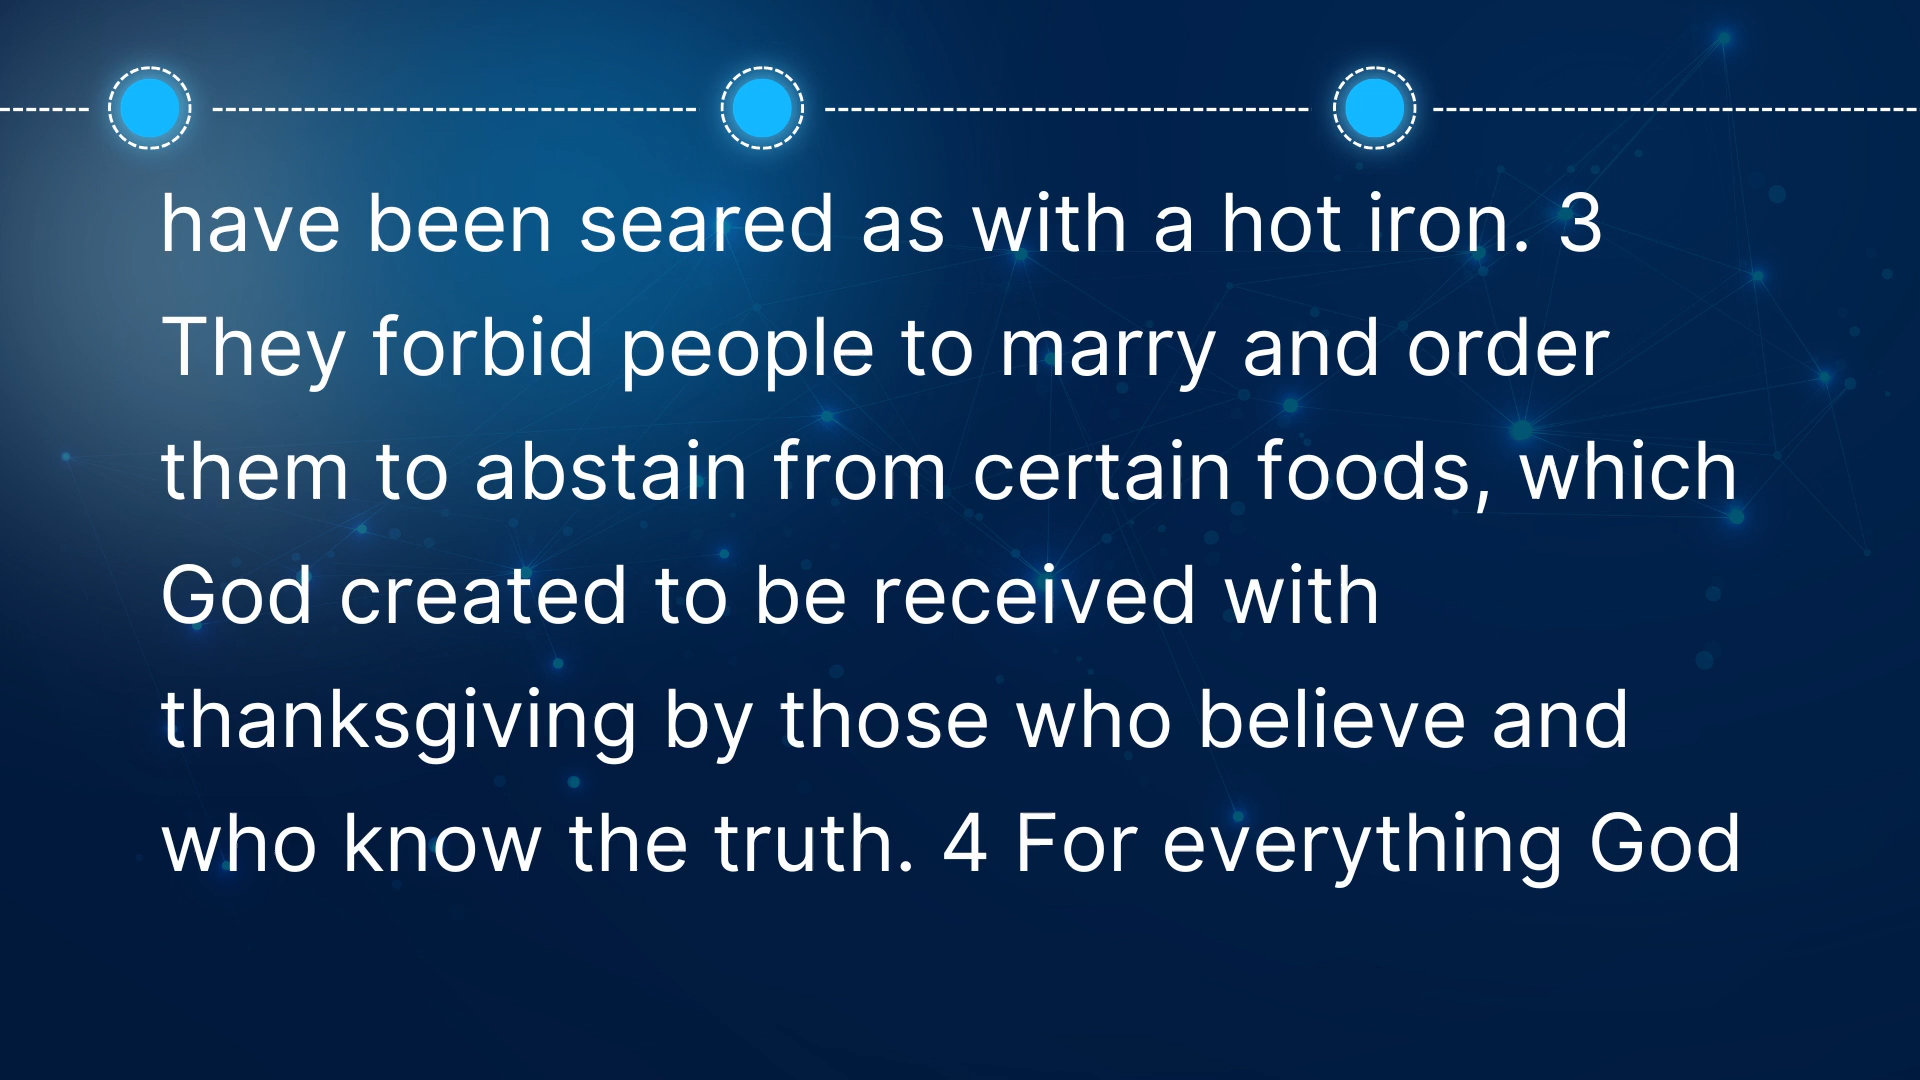 have been seared as with a hot iron. 3
They forbid people to marry and order
them to abstain from certain foods, which
God created to be received with
thanksgiving by those who believe and
who know the truth. 4 For everything God